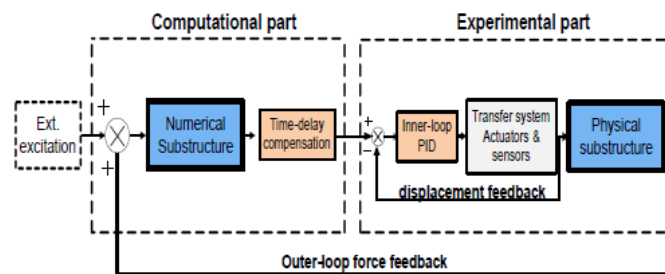 Computational part
Experimental part
+
Ext.
excitation
+
Numerical
Substructure
Time-delay
compensation
+
−
Inner-loop
PID
Transfer system
Actuators &
sensors
Physical
substructure
displacement feedback
Outer-loop force feedback